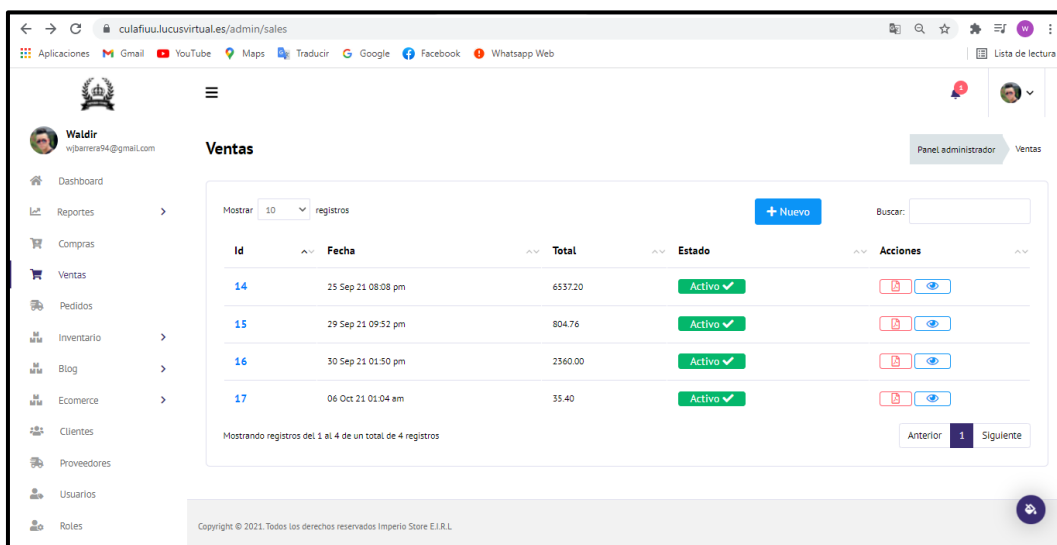 culafiuu.lucusvirtual.es/admin/sales W
Aplicaciones Gmail YouTube Maps Traducir Google Facebook Whatsapp Web Lista de lectura
1
Waldir
wjbarrera94@gmail.com
Ventas Panel administrador Ventas
Dashboard
Reportes
Compras
Ventas
Pedidos
Inventario
Blog
Ecomerce
Clientes
Proveedores
Usuarios
Roles
Mostrar 10 registros + Nuevo Buscar:
Id Fecha Total Estado Acciones
14 25 Sep 21 08:08 pm 6537.20 Activo
15 29 Sep 21 09:52 pm 804.76 Activo
16 30 Sep 21 01:50 pm 2360.00 Activo
17 06 Oct 21 01:04 am 35.40 Activo
Mostrando registros del 1 al 4 de un total de 4 registros Anterior 1 Siguiente
Copyright © 2021. Todos los derechos reservados Imperio Store E.I.R.L